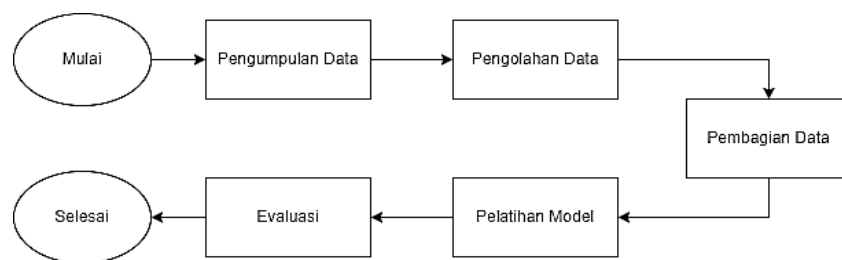 Mulai
Pengumpulan Data
Pengolahan Data
Pembagian Data
Pelatihan Model
Evaluasi
Selesai